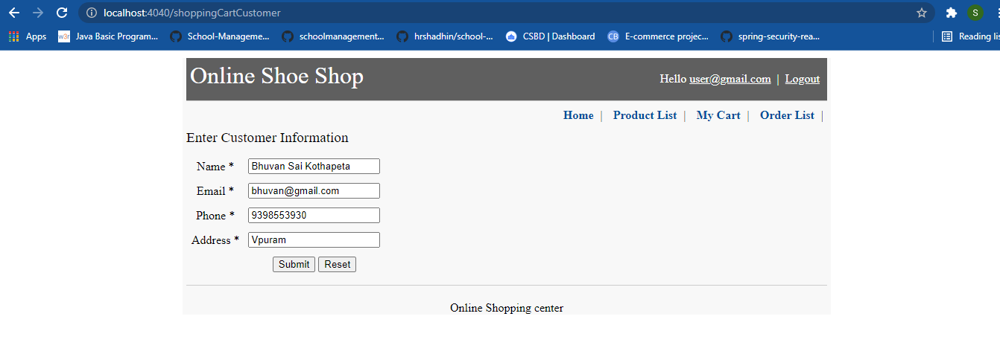 localhost:4040/shoppingCartCustomer
Apps w3r Java Basic Program... School-Manageme... schoolmanagement... hrshadhin/school-... CSBD | Dashboard CB E-commerce projec... spring-security-rea... Reading lis
S
Online Shoe Shop
Hello user@gmail.com | Logout
Home | Product List | My Cart | Order List |
Enter Customer Information
Name * Bhuvan Sai Kothapeta
Email * bhuvan@gmail.com
Phone * 9398553930
Address * Vpuram
Submit Reset
Online Shopping center